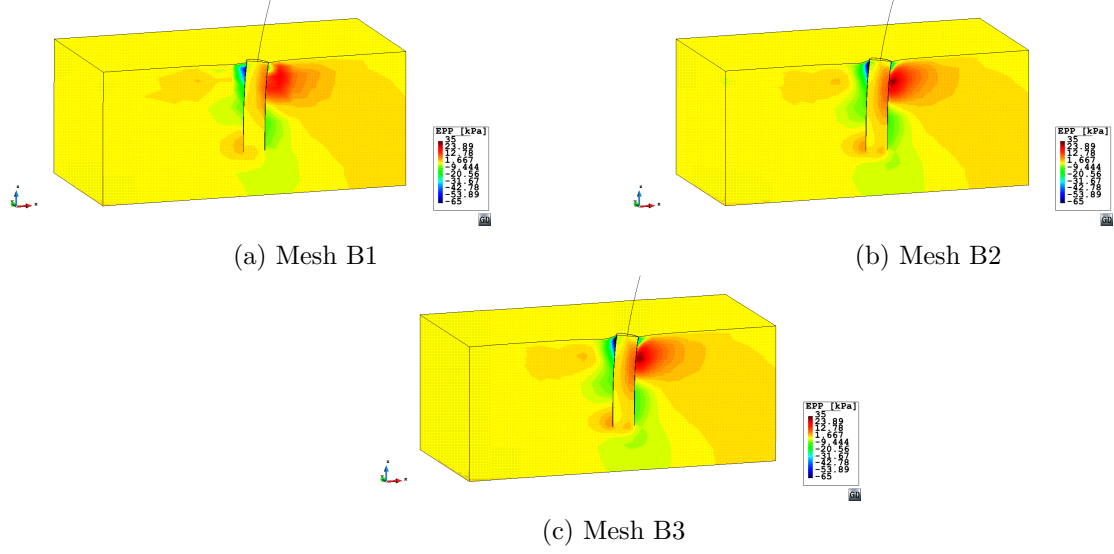 EPP [kPa]
35
23.89
12.78
1.667
-9.444
-20.56
-31.67
-42.78
-53.89
-65
z
Y
x
GD
(a) Mesh B1
EPP [kPa]
35
23.89
12.78
1.667
-9.444
-20.56
-31.67
-42.78
-53.89
-65
z
Y
x
GD
(b) Mesh B2
EPP [kPa]
35
23.89
12.78
1.667
-9.444
-20.56
-31.67
-42.78
-53.89
-65
z
Y
x
GD
(c) Mesh B3